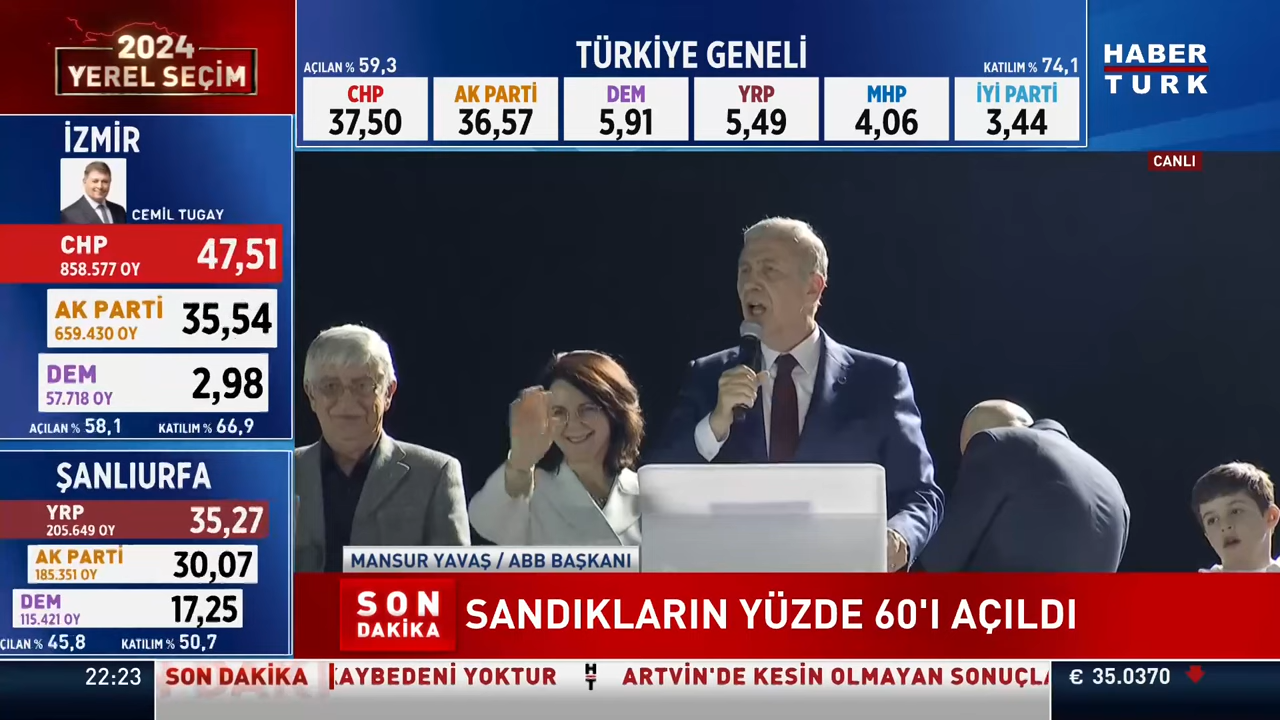 2024
YEREL SEÇİM
AÇILAN % 59,3
TÜRKİYE GENELİ
KATILIM % 74,1
CHP
37,50
AK PARTİ
36,57
DEM
5,91
YRP
5,49
MHP
4,06
İYİ PARTİ
3,44
HABER
TURK
CANLI
İZMİR
CEMİL TUGAY
CHP
858.577 OY
47,51
AK PARTİ
659.430 OY
35,54
DEM
57.718 OY
2,98
AÇILAN % 58,1 KATILIM % 66,9
ŞANLIURFA
YRP
205.649 OY
35,27
AK PARTİ
185.351 OY
30,07
DEM
115.421 OY
17,25
ÇILAN % 45,8 KATILIM % 50,7
MANSUR YAVAŞ / ABB BAŞKANI
SON
DAKİKA
SANDIKLARIN YÜZDE 60'I AÇILDI
22:23
SON DAKİKA
KAYBEDENİ YOKTUR
H
T
ARTVİN'DE KESİN OLMAYAN SONUÇLA
€ 35.0370